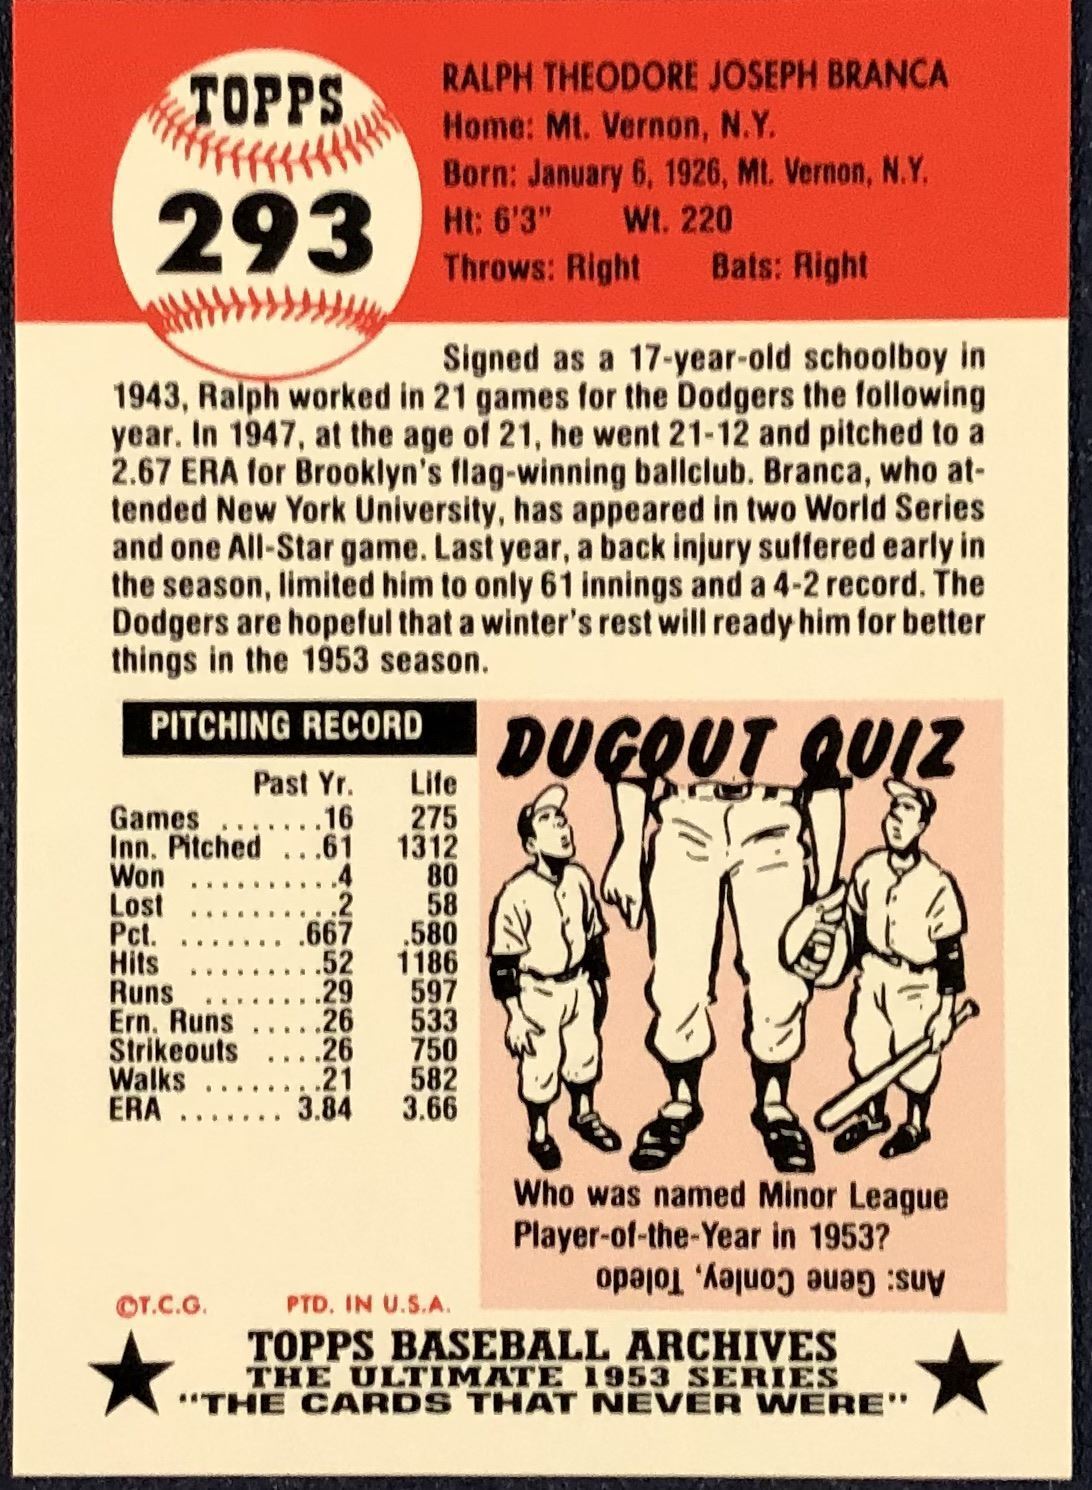 TOPPS
293
RALPH THEODORE JOSEPH BRANCA
Home: Mt. Vernon, N.Y.
Born: January 6, 1926, Mt. Vernon, N.Y.
Ht: 6'3" Wt. 220
Throws: Right Bats: Right
Signed as a 17-year-old schoolboy in
1943, Ralph worked in 21 games for the Dodgers the following
year. In 1947, at the age of 21, he went 21-12 and pitched to a
2.67 ERA for Brooklyn's flag-winning ballclub. Branca, who at-
tended New York University, has appeared in two World Series
and one All-Star game. Last year, a back injury suffered early in
the season, limited him to only 61 innings and a 4-2 record. The
Dodgers are hopeful that a winter's rest will ready him for better
things in the 1953 season.
PITCHING RECORD
Past Yr. Life
Games .......16 275
Inn. Pitched ...61 1312
Won ..........4 80
Lost ..........2 58
Pct. ....... .667 .580
Hits .........52 1186
Runs ........29 597
Ern. Runs .....26 533
Strikeouts ....26 750
Walks ........21 582
ERA ....... 3.84 3.66
DUGOUT QUIZ
Who was named Minor League
Player-of-the-Year in 1953?
Ans: Gene Conley, Toledo
©T.C.G. PTD. IN U.S.A.
TOPPS BASEBALL ARCHIVES
THE ULTIMATE 1953 SERIES
"THE CARDS THAT NEVER WERE"